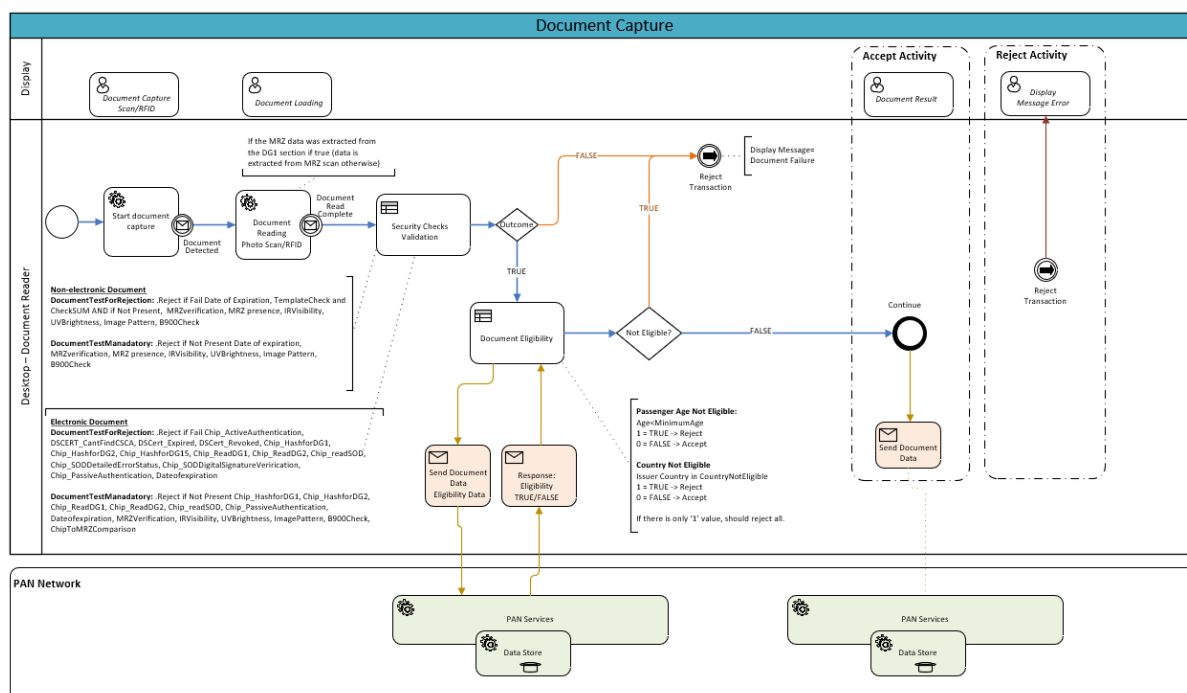 Document Capture
Display
Document Capture
Scan/RFID
Document Loading
Accept Activity
Document Result
Reject Activity
Display
Message Error
Desktop – Document Reader
If the MRZ data was extracted from
the DG1 section if true (data is
extracted from MRZ scan otherwise)
Start document
capture
Document
Detected
Document
Reading
Photo Scan/RFID
Document
Read
Complete
Security Checks
Validation
Outcome
FALSE
TRUE
Reject
Transaction
Display Message=
Document Failure
TRUE
Document Eligibility
Not Eligible?
FALSE
Continue
Reject
Transaction
Non-electronic Document
DocumentTestForRejection: .Reject if Fail Date of Expiration, TemplateCheck and
CheckSUM AND if Not Present, MRZverification, MRZ presence, IRVisibility,
UVBrightness, Image Pattern, B900Check
DocumentTestManadatory: .Reject if Not Present Date of expiration,
MRZverification, MRZ presence, IRVisibility, UVBrightness, Image Pattern,
B900Check
Electronic Document
DocumentTestForRejection: .Reject if Fail Chip_ActiveAuthentication,
DSCERT_CantFindCSCA, DSCert_Expired, DSCert_Revoked, Chip_HashforDG1,
Chip_HashforDG2, Chip_HashforDG15, Chip_ReadDG1, Chip_ReadDG2, Chip_readSOD,
Chip_SODDetailedErrorStatus, Chip_SODDigitalSignatureVerirication,
Chip_PassiveAuthentication, Dateofexpiration
DocumentTestManadatory: .Reject if Not Present Chip_HashforDG1, Chip_HashforDG2,
Chip_ReadDG1, Chip_ReadDG2, Chip_readSOD, Chip_PassiveAuthentication,
Dateofexpiration, MRZVerification, IRVisibility, UVBrightness, ImagePattern, B900Check,
ChipToMRZComparison
Send Document
Data
Eligibility Data
Response:
Eligibility
TRUE/FALSE
Passenger Age Not Eligible:
Age<MinimumAge
1 = TRUE -> Reject
0 = FALSE -> Accept
Country Not Eligible
Issuer Country in CountryNotEligible
1 = TRUE -> Reject
0 = FALSE -> Accept
If there is only '1' value, should reject all.
Send Document
Data
PAN Network
PAN Services
Data Store
PAN Services
Data Store